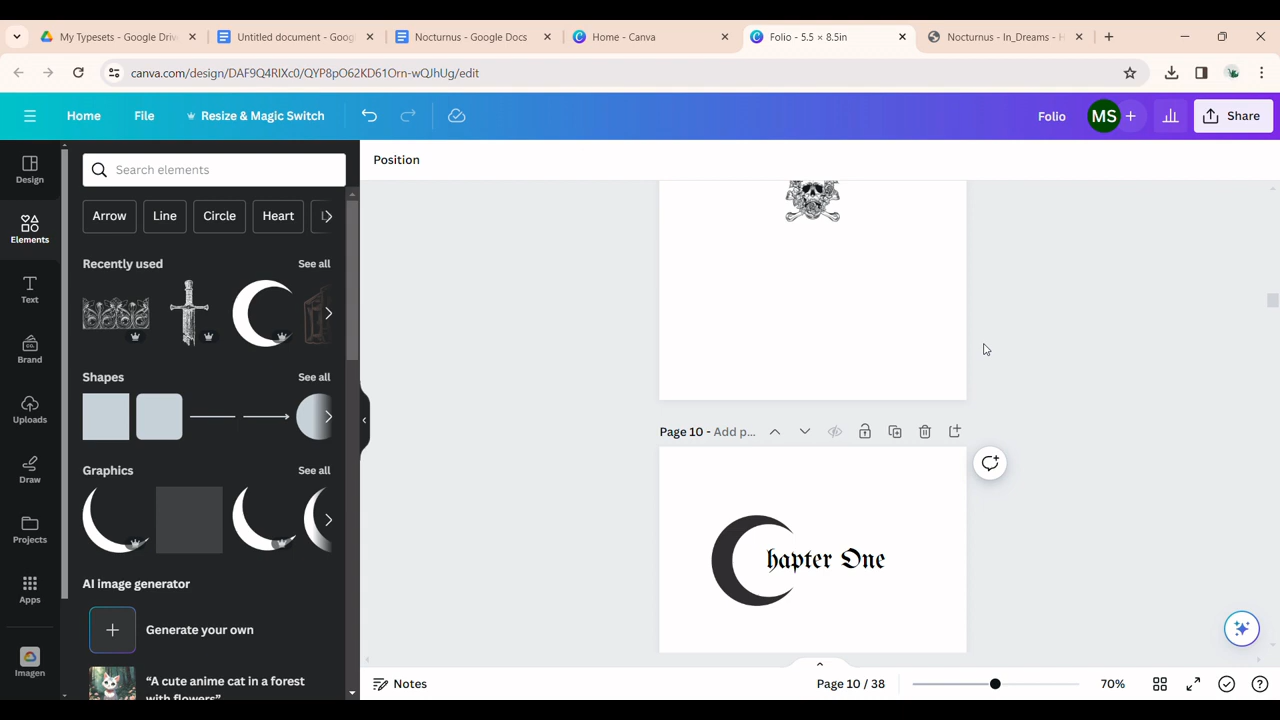 My Typesets - Google Driv
Untitled document - Goog
Nocturnus - Google Docs
Home - Canva
Folio - 5.5 × 8.5in
Nocturnus - In_Dreams - H
canva.com/design/DAF9Q4RIXc0/QYP8pO62KD61Orn-wQJhUg/edit
Home
File
Resize & Magic Switch
Folio
MS
Share
Design
Elements
Text
Brand
Uploads
Draw
Projects
Apps
Imagen
Search elements
Arrow
Line
Circle
Heart
Recently used
See all
Shapes
See all
Graphics
See all
AI image generator
Generate your own
"A cute anime cat in a forest
with flowers"
Position
Page 10 - Add p...
hapter One
Notes
Page 10 / 38
70%